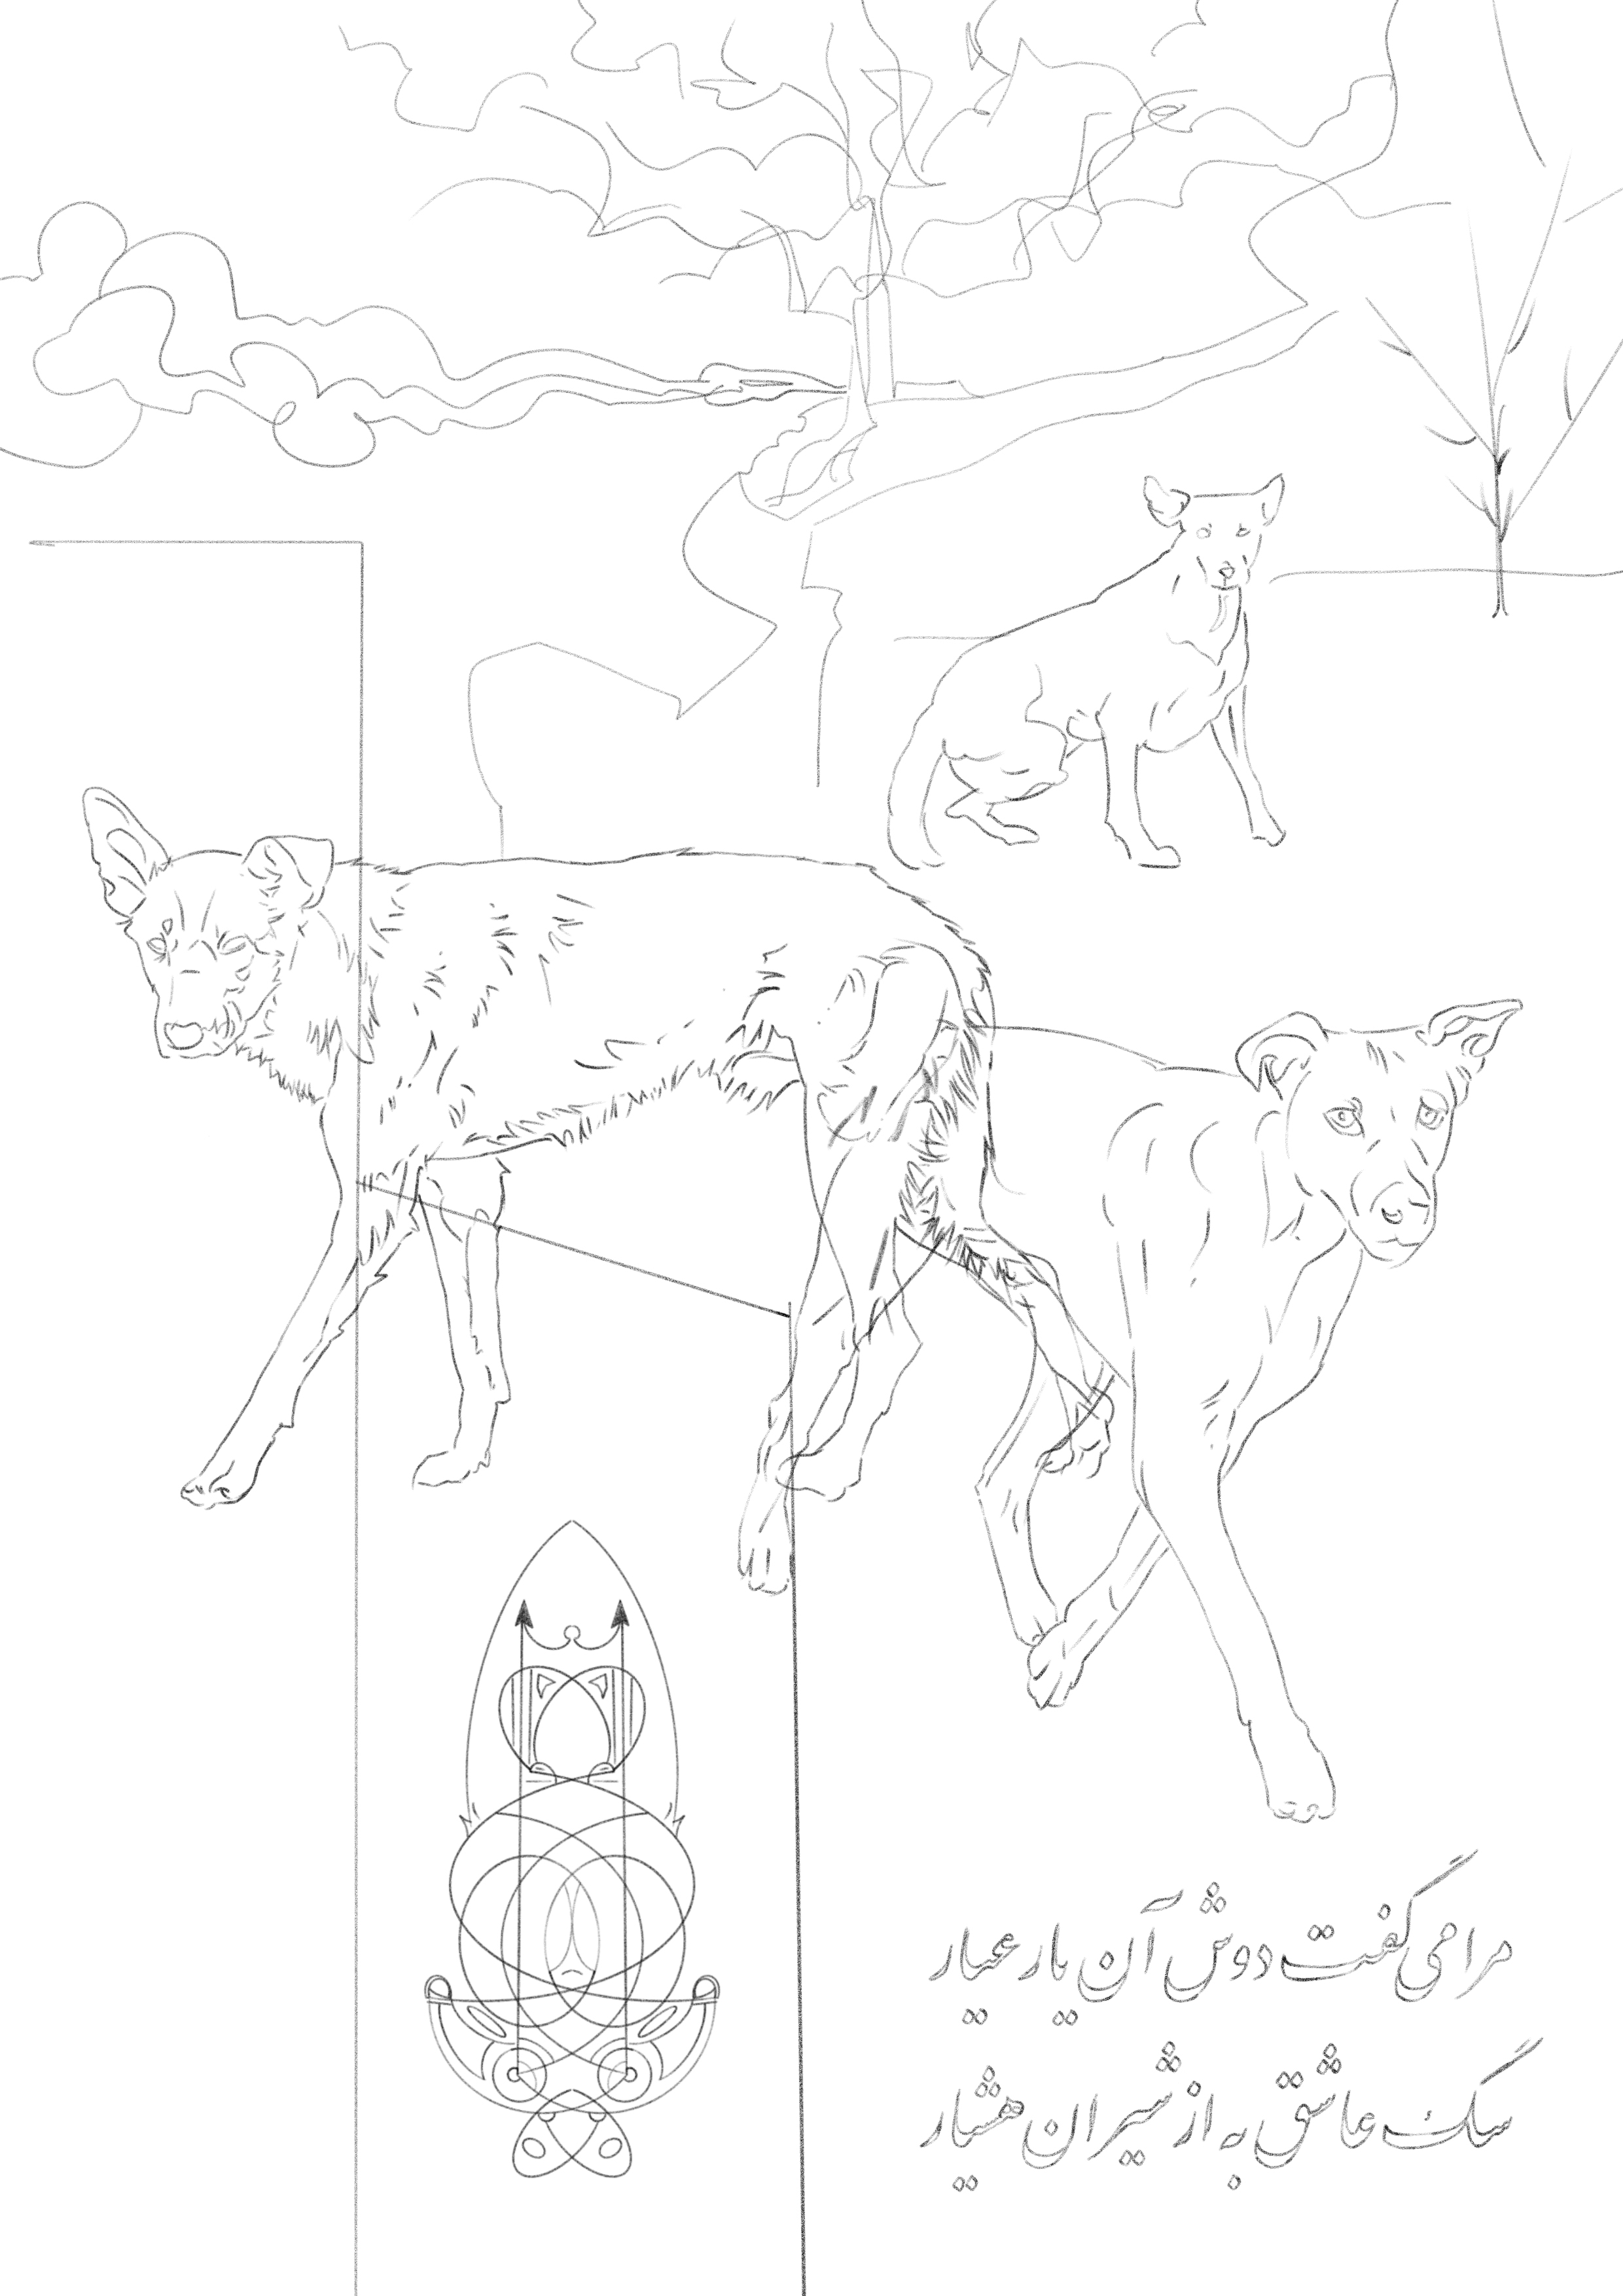 مرا می گفت دوش آن یار عیار
سگ عاشق به از شیران هشیار